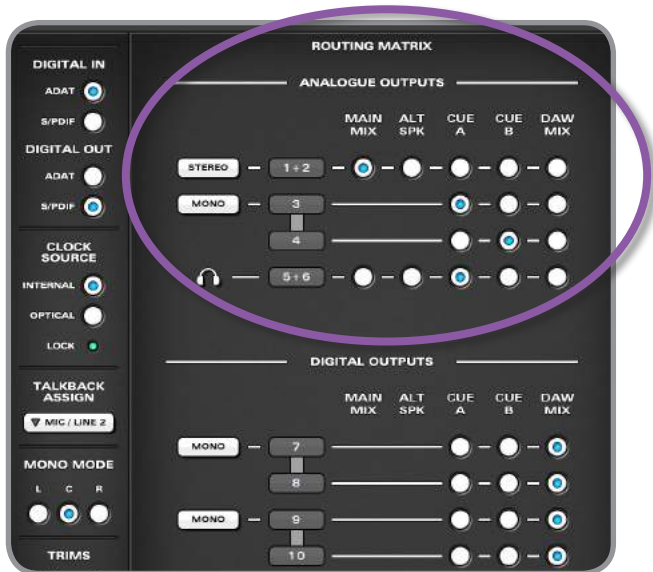 DIGITAL IN
ADAT
S/PDIF
DIGITAL OUT
ADAT
S/PDIF
CLOCK
SOURCE
INTERNAL
OPTICAL
LOCK
TALKBACK
ASSIGN
▼ MIC / LINE 2
MONO MODE
L C R
TRIMS
ROUTING MATRIX
ANALOGUE OUTPUTS
MAIN MIX ALT SPK CUE A CUE B DAW MIX
STEREO 1+2
MONO 3
4
5+6
DIGITAL OUTPUTS
MAIN MIX ALT SPK CUE A CUE B DAW MIX
MONO 7
8
MONO 9
10